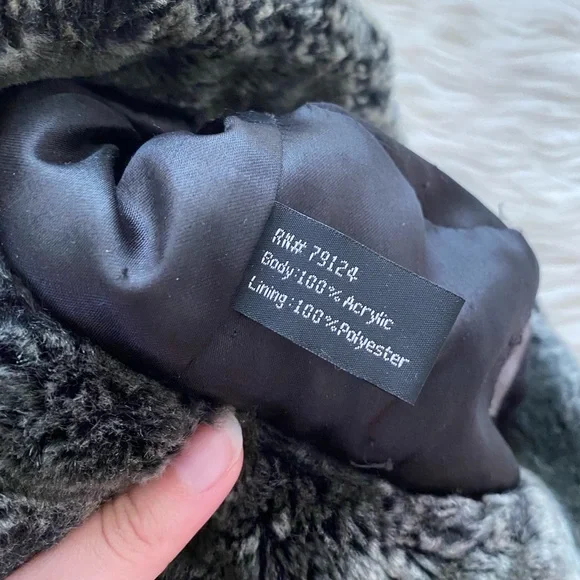 RN# 79124
Body:100% Acrylic
Lining:100%Polyester